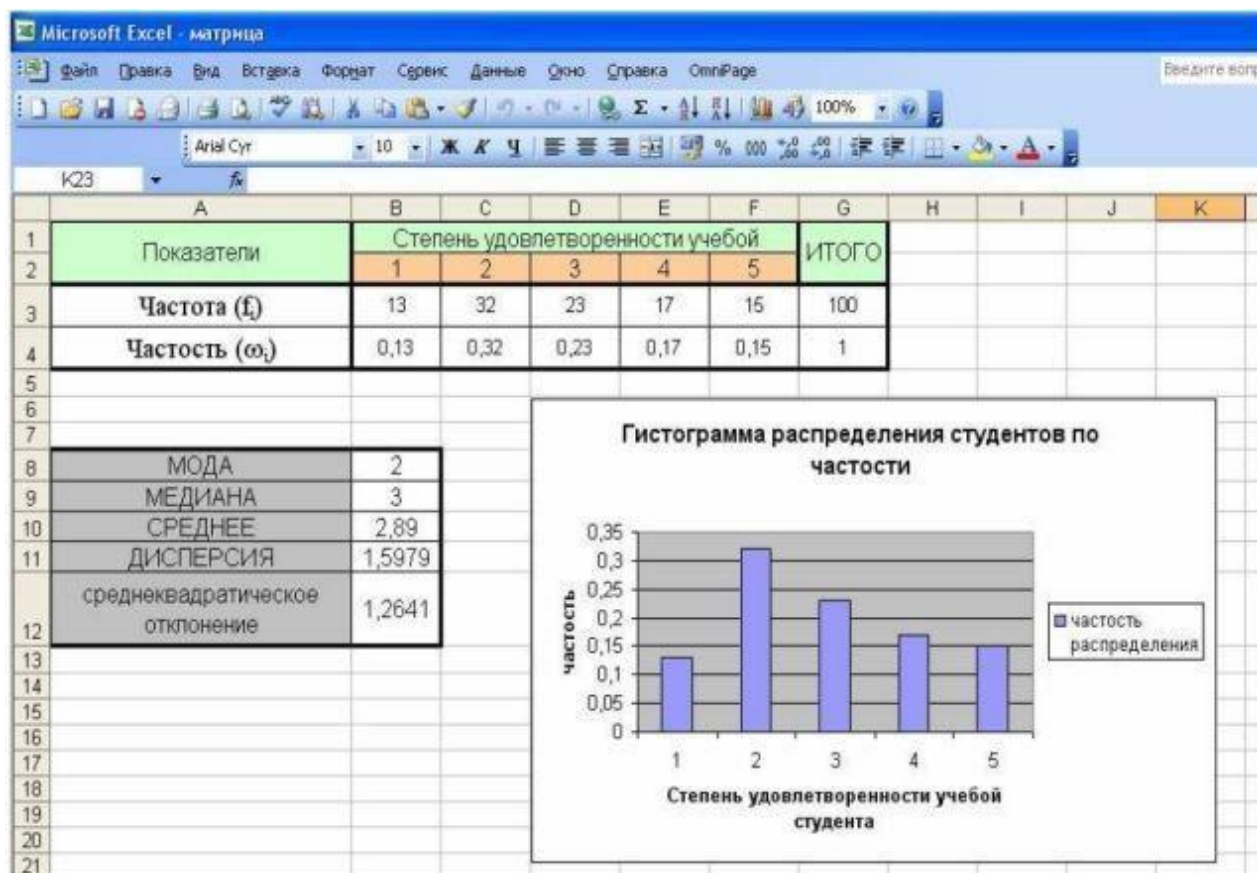 Microsoft Excel - матрица
Файл Правка Вид Вставка Формат Сервис Данные Окно Справка OmniPage
100%
Arial Cyr 10 Ж К Ч % 000
K23 fx
A B C D E F G H I J K
1 Показатели Степень удовлетворенности учебой ИТОГО
2 1 2 3 4 5
3 Частота (fi) 13 32 23 17 15 100
4 Частость (ωi) 0,13 0,32 0,23 0,17 0,15 1
5
6
7
8 МОДА 2
9 МЕДИАНА 3
10 СРЕДНЕЕ 2,89
11 ДИСПЕРСИЯ 1,5979
среднеквадратическое
12 отклонение 1,2641
13
14
15
16
17
18
19
20
21
Гистограмма распределения студентов по
частости
частость
0,35
0,3
0,25
0,2
0,15
0,1
0,05
0
1 2 3 4 5
Степень удовлетворенности учебой
студента
частость
распределения